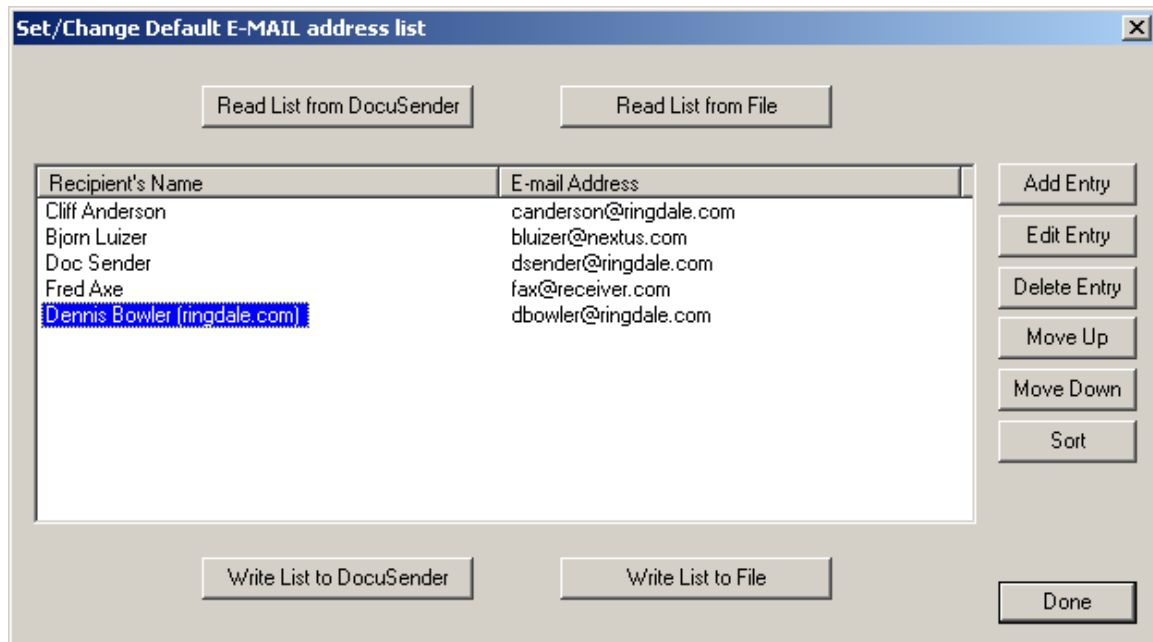 Set/Change Default E-MAIL address list
Read List from DocuSender Read List from File
Recipient's Name E-mail Address
Cliff Anderson canderson@ringdale.com
Bjorn Luizer bluizer@nextus.com
Doc Sender dsender@ringdale.com
Fred Axe fax@receiver.com
Dennis Bowler (ringdale.com) dbowler@ringdale.com
Add Entry
Edit Entry
Delete Entry
Move Up
Move Down
Sort
Write List to DocuSender Write List to File
Done